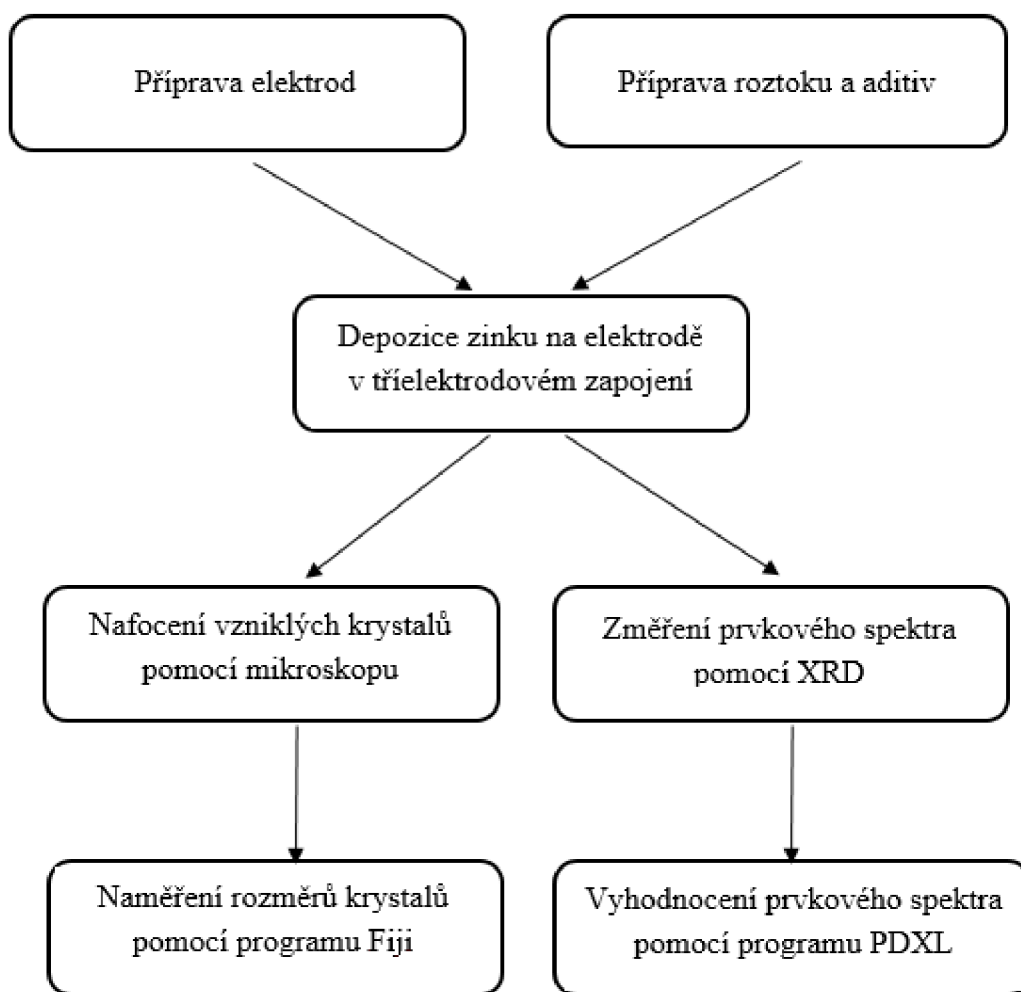 Příprava elektrod
Příprava roztoku a aditiv
Depozice zinku na elektrodě
v tříelektrodovém zapojení
Nafocení vzniklých krystalů
pomocí mikroskopu
Změření prvkového spektra
pomocí XRD
Naměření rozměrů krystalů
pomocí programu Fiji
Vyhodnocení prvkového spektra
pomocí programu PDXL